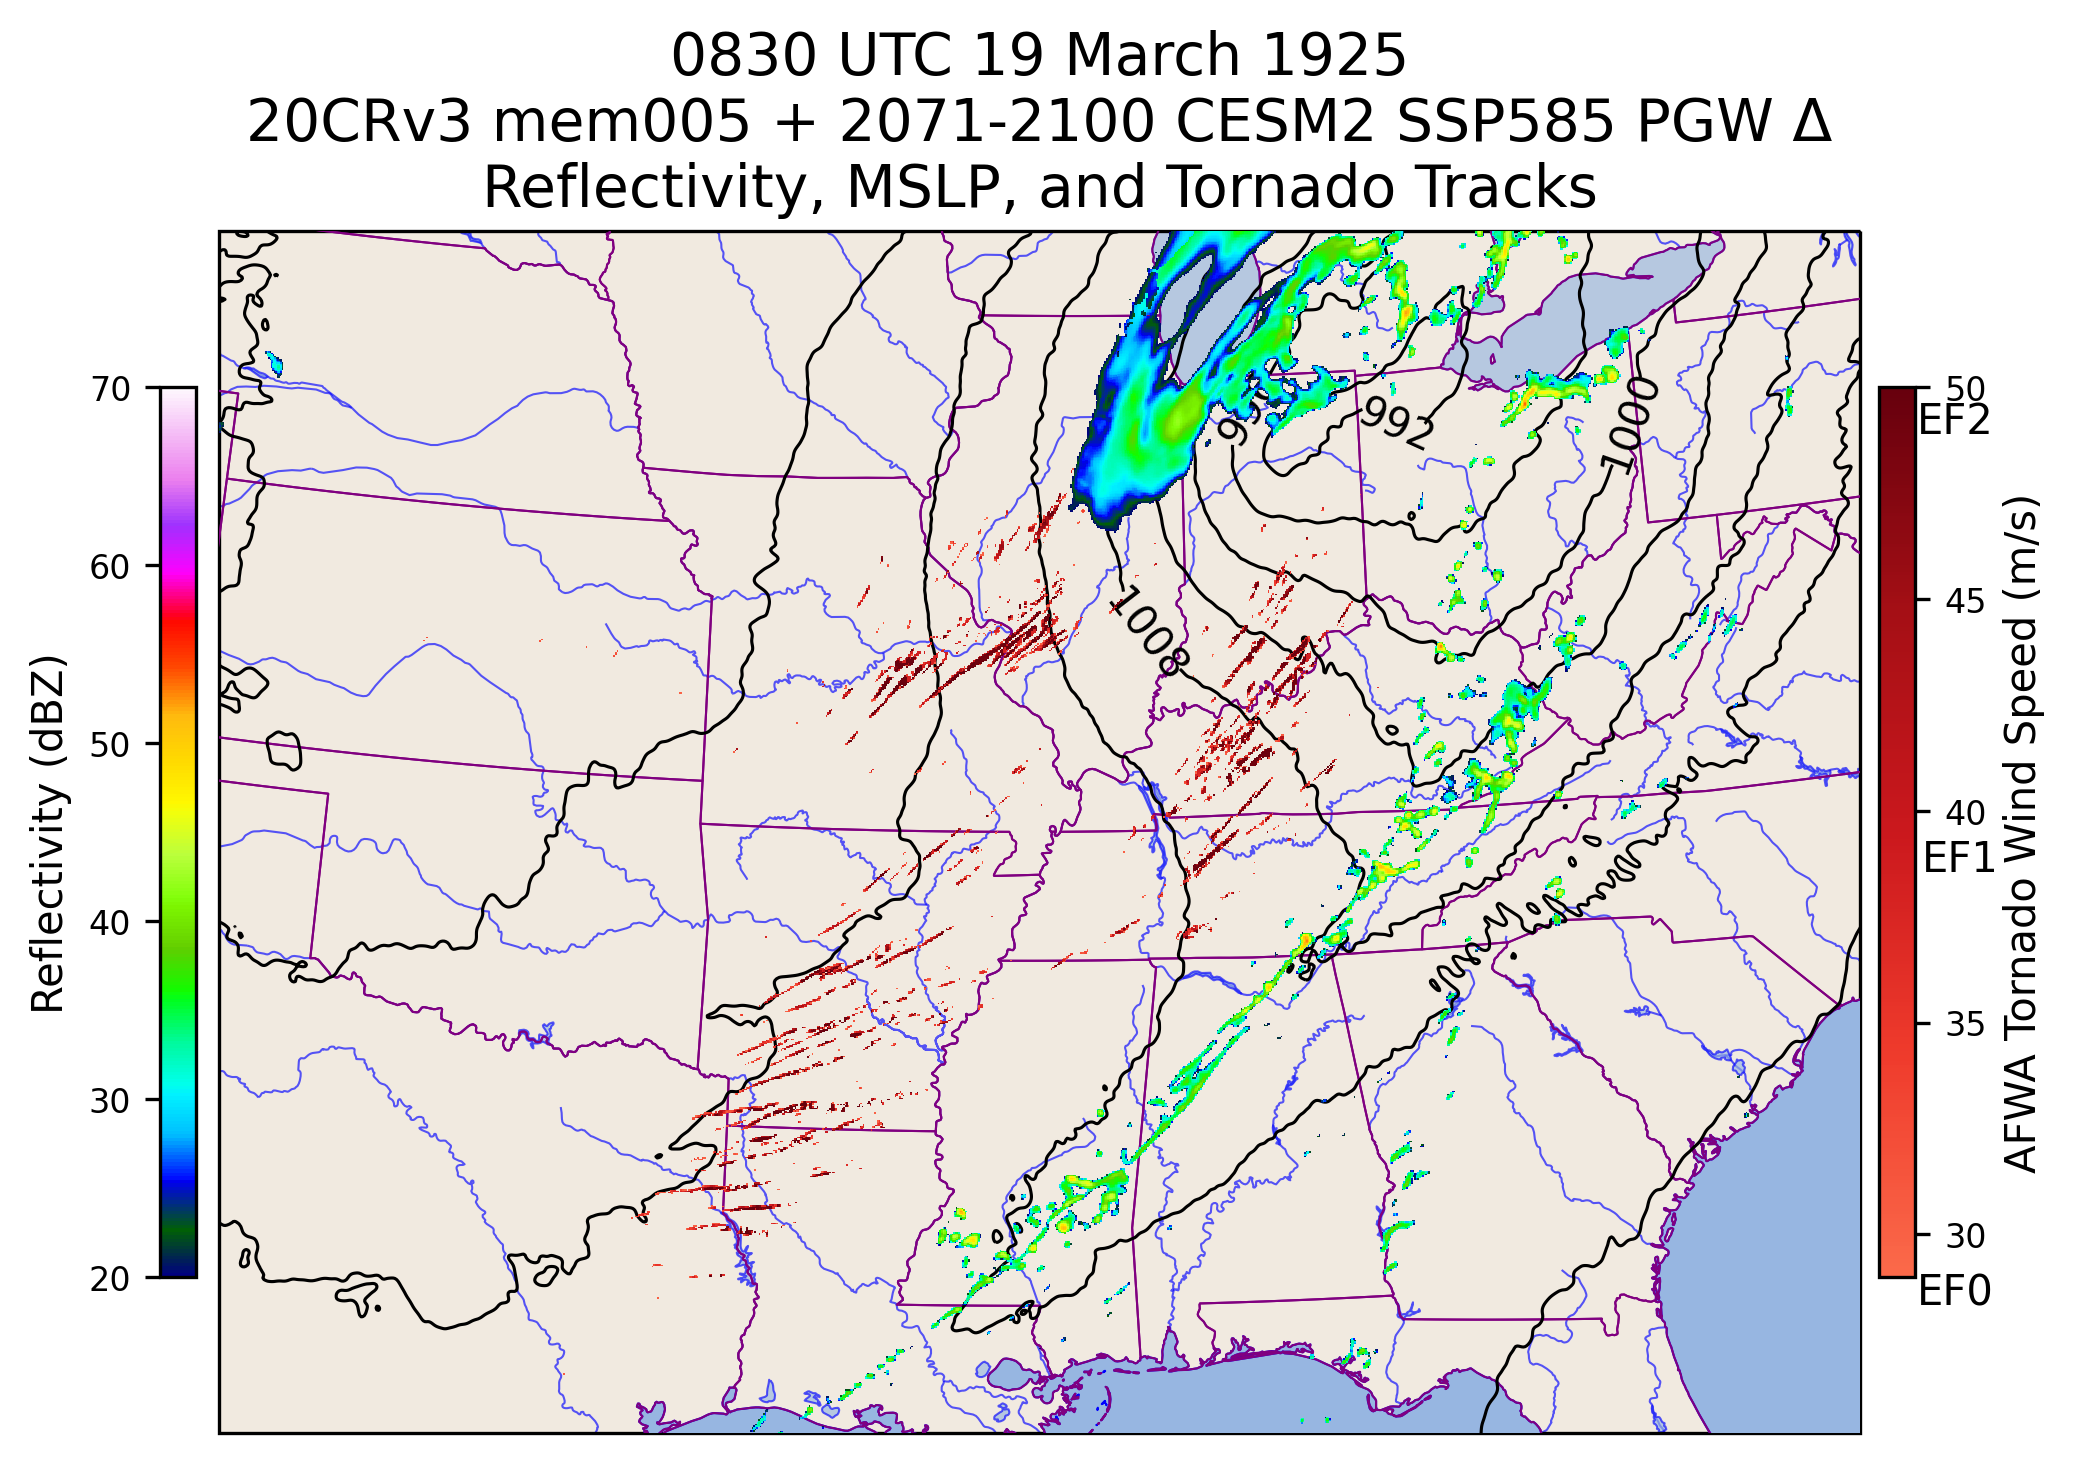 0830 UTC 19 March 1925
20CRv3 mem005 + 2071-2100 CESM2 SSP585 PGW Δ
Reflectivity, MSLP, and Tornado Tracks
70
60
50
40
30
20
Reflectivity (dBZ)
992
1000
1008
50
EF2
45
40
EF1
35
30
EF0
AFWA Tornado Wind Speed (m/s)